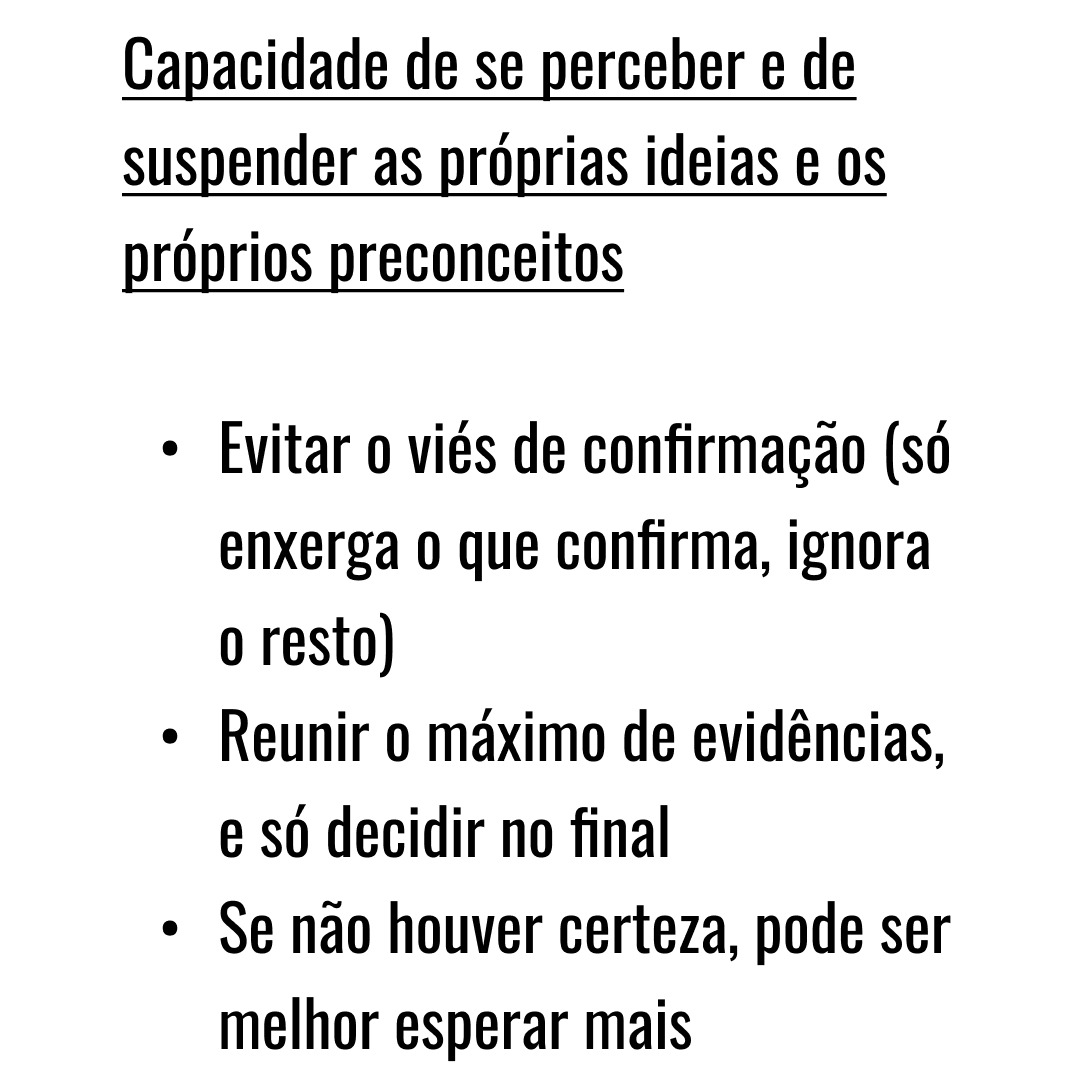 Capacidade de se perceber e de
suspender as próprias ideias e os
próprios preconceitos
• Evitar o viés de confirmação (só
enxerga o que confirma, ignora
o resto)
• Reunir o máximo de evidências,
e só decidir no final
• Se não houver certeza, pode ser
melhor esperar mais